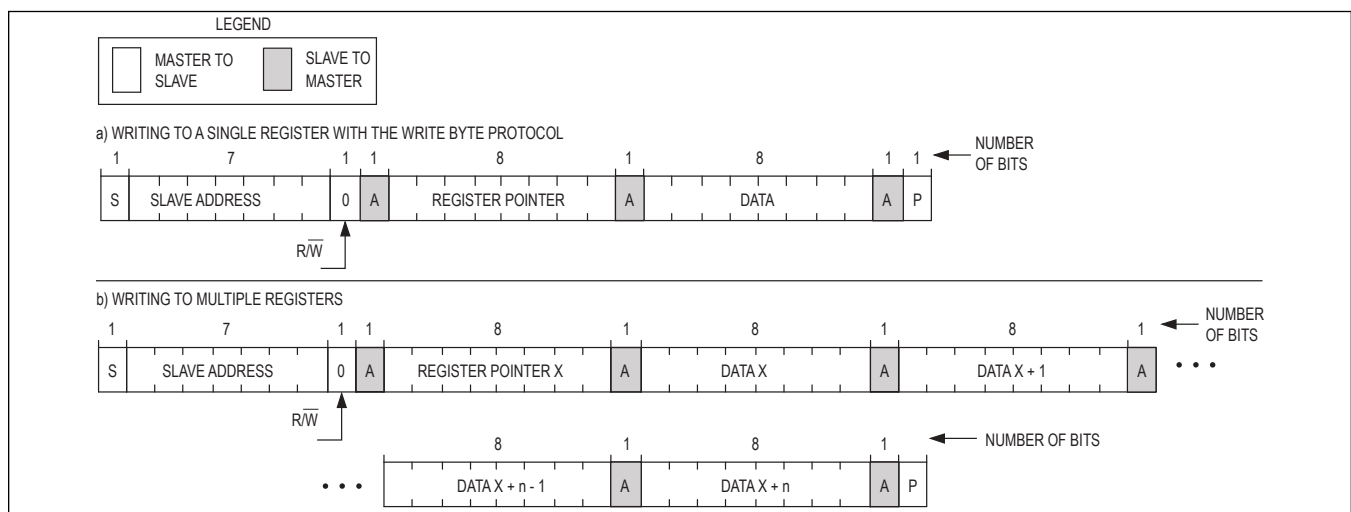 LEGEND
MASTER TO SLAVE
SLAVE TO MASTER
a) WRITING TO A SINGLE REGISTER WITH THE WRITE BYTE PROTOCOL
1 7 1 1 8 1 8 1 1 NUMBER OF BITS
S SLAVE ADDRESS 0 A REGISTER POINTER A DATA A P
R/W̅
b) WRITING TO MULTIPLE REGISTERS
1 7 1 1 8 1 8 1 8 1 NUMBER OF BITS
S SLAVE ADDRESS 0 A REGISTER POINTER X A DATA X A DATA X + 1 A • • •
R/W̅
8 1 8 1 NUMBER OF BITS
• • • DATA X + n - 1 A DATA X + n A P